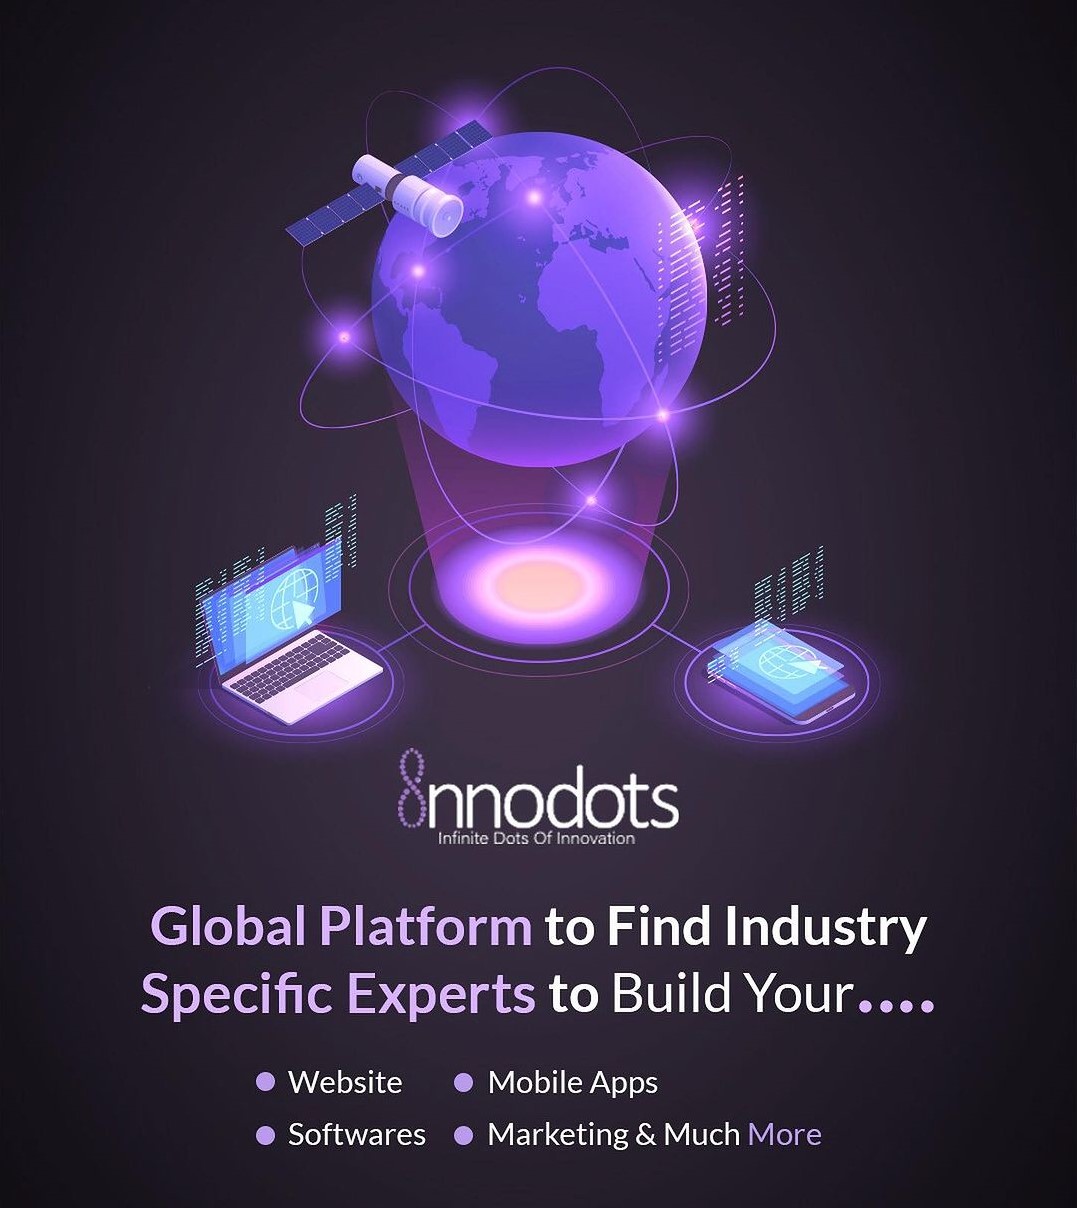 innodots
Infinite Dots Of Innovation
Global Platform to Find Industry
Specific Experts to Build Your....
Website
Mobile Apps
Softwares
Marketing & Much More